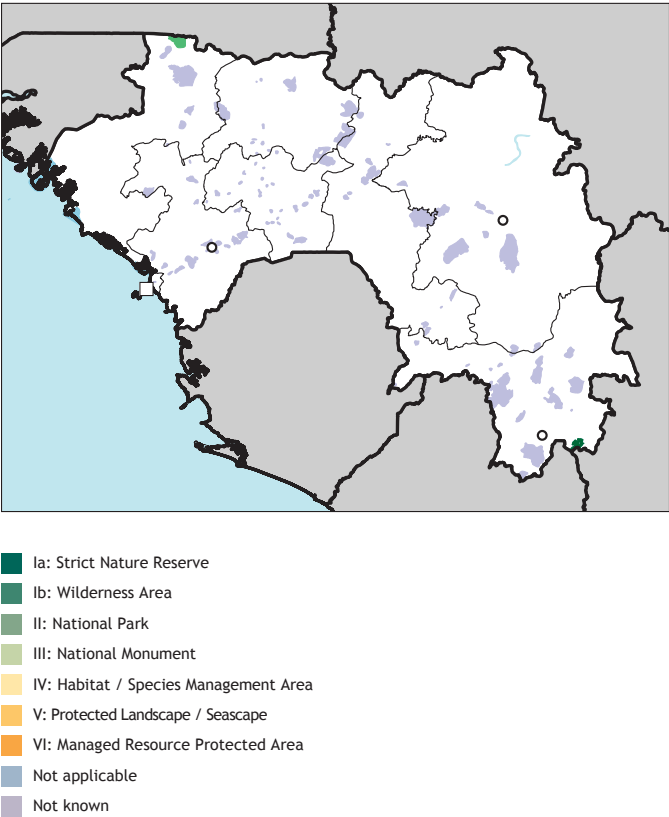 Ia: Strict Nature Reserve
Ib: Wilderness Area
II: National Park
III: National Monument
IV: Habitat / Species Management Area
V: Protected Landscape / Seascape
VI: Managed Resource Protected Area
Not applicable
Not known